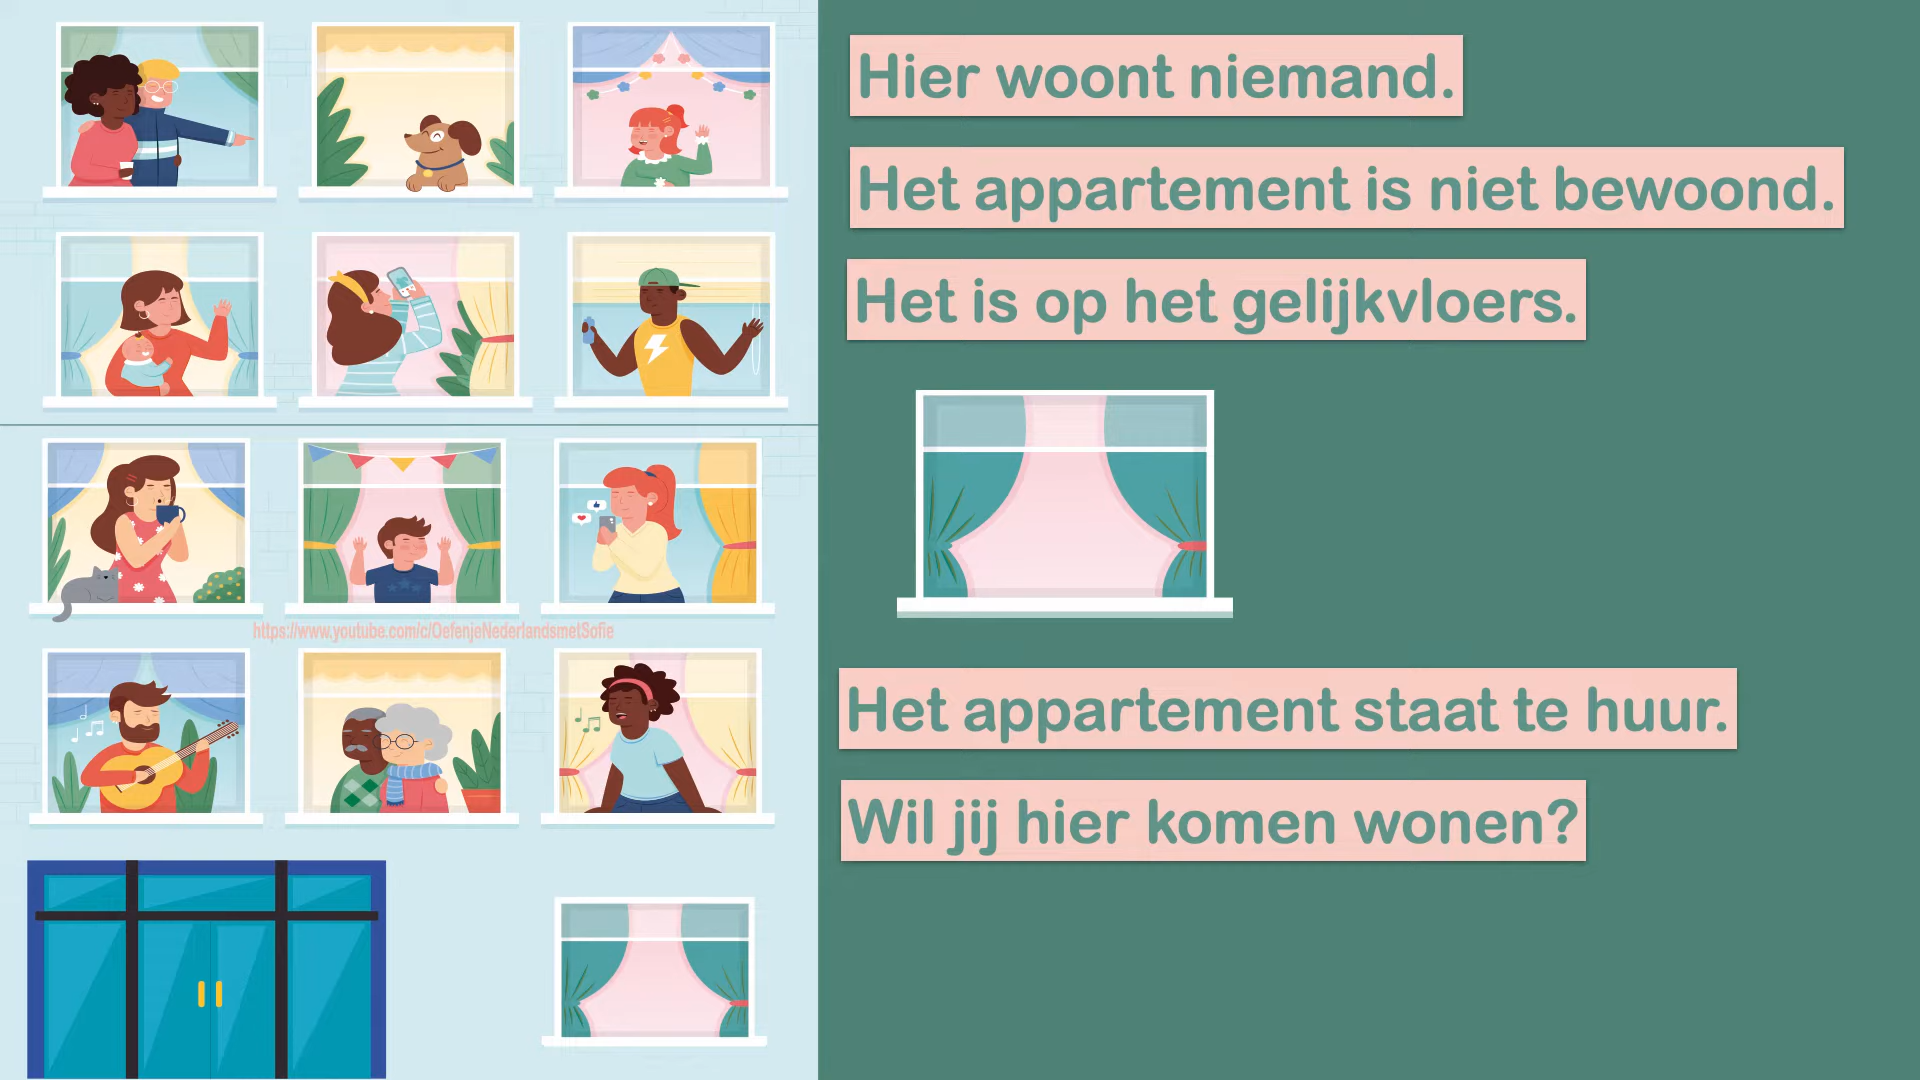 Hier woont niemand.
Het appartement is niet bewoond.
Het is op het gelijkvloers.
https://www.youtube.com/c/OefenjeNederlandsmetSofie
Het appartement staat te huur.
Wil jij hier komen wonen?